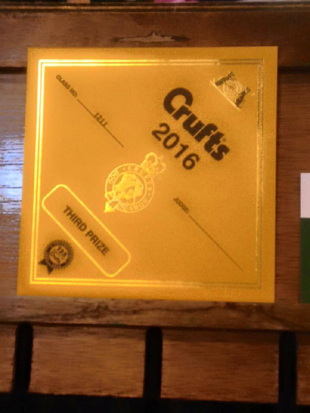 Crufts
2016
CLASS NO.
JUDGE
THIRD PRIZE